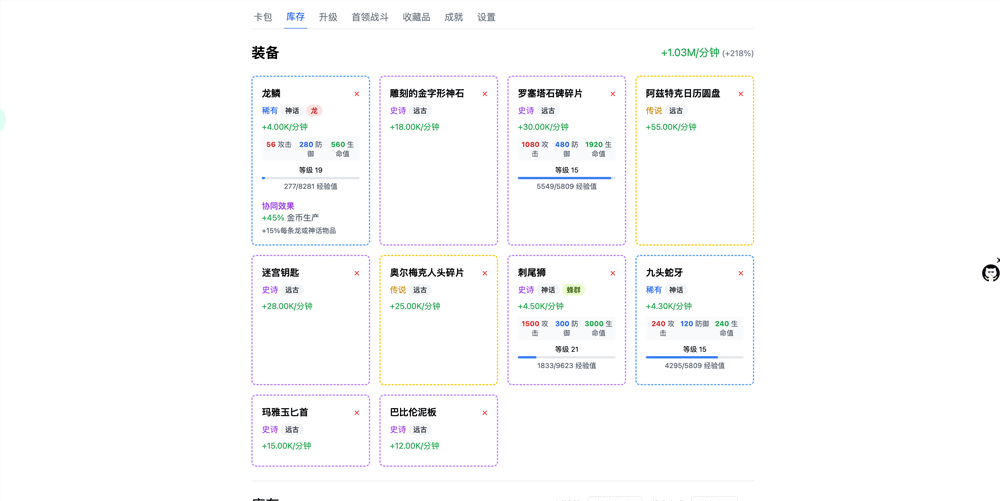 卡包 库存 升级 首领战斗 收藏品 成就 设置
装备 +1.03M/分钟 (+218%)
龙鳞 ×
稀有 神话 龙
+4.00K/分钟
56 攻击 280 防御 560 生命值
等级 19
277/8281 经验值
协同效果
+45% 金币生产
+15%每条龙或神话物品
雕刻的金字形神石 ×
史诗 远古
+18.00K/分钟
罗塞塔石碑碎片 ×
史诗 远古
+30.00K/分钟
1080 攻击 480 防御 1920 生命值
等级 15
5549/5809 经验值
阿兹特克日历圆盘 ×
传说 远古
+55.00K/分钟
迷宫钥匙 ×
史诗 远古
+28.00K/分钟
奥尔梅克人头碎片 ×
传说 远古
+25.00K/分钟
刺尾狮 ×
史诗 神话 蜂群
+4.50K/分钟
1500 攻击 300 防御 3000 生命值
等级 21
1833/9623 经验值
九头蛇牙 ×
稀有 神话
+4.30K/分钟
240 攻击 120 防御 240 生命值
等级 15
4295/5809 经验值
玛雅玉匕首 ×
史诗 远古
+15.00K/分钟
巴比伦泥板 ×
史诗 远古
+12.00K/分钟